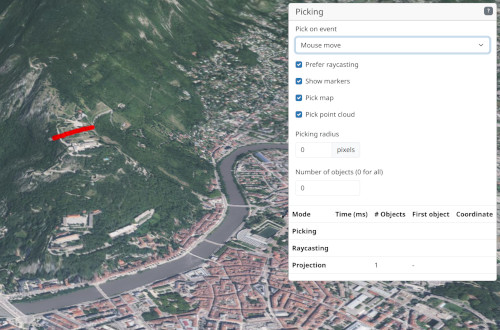 Picking
Pick on event
Mouse move
Prefer raycasting
Show markers
Pick map
Pick point cloud
Picking radius
0 pixels
Number of objects (0 for all)
0
Mode Time (ms) # Objects First object Coordinate
Picking
Raycasting
Projection 1 -